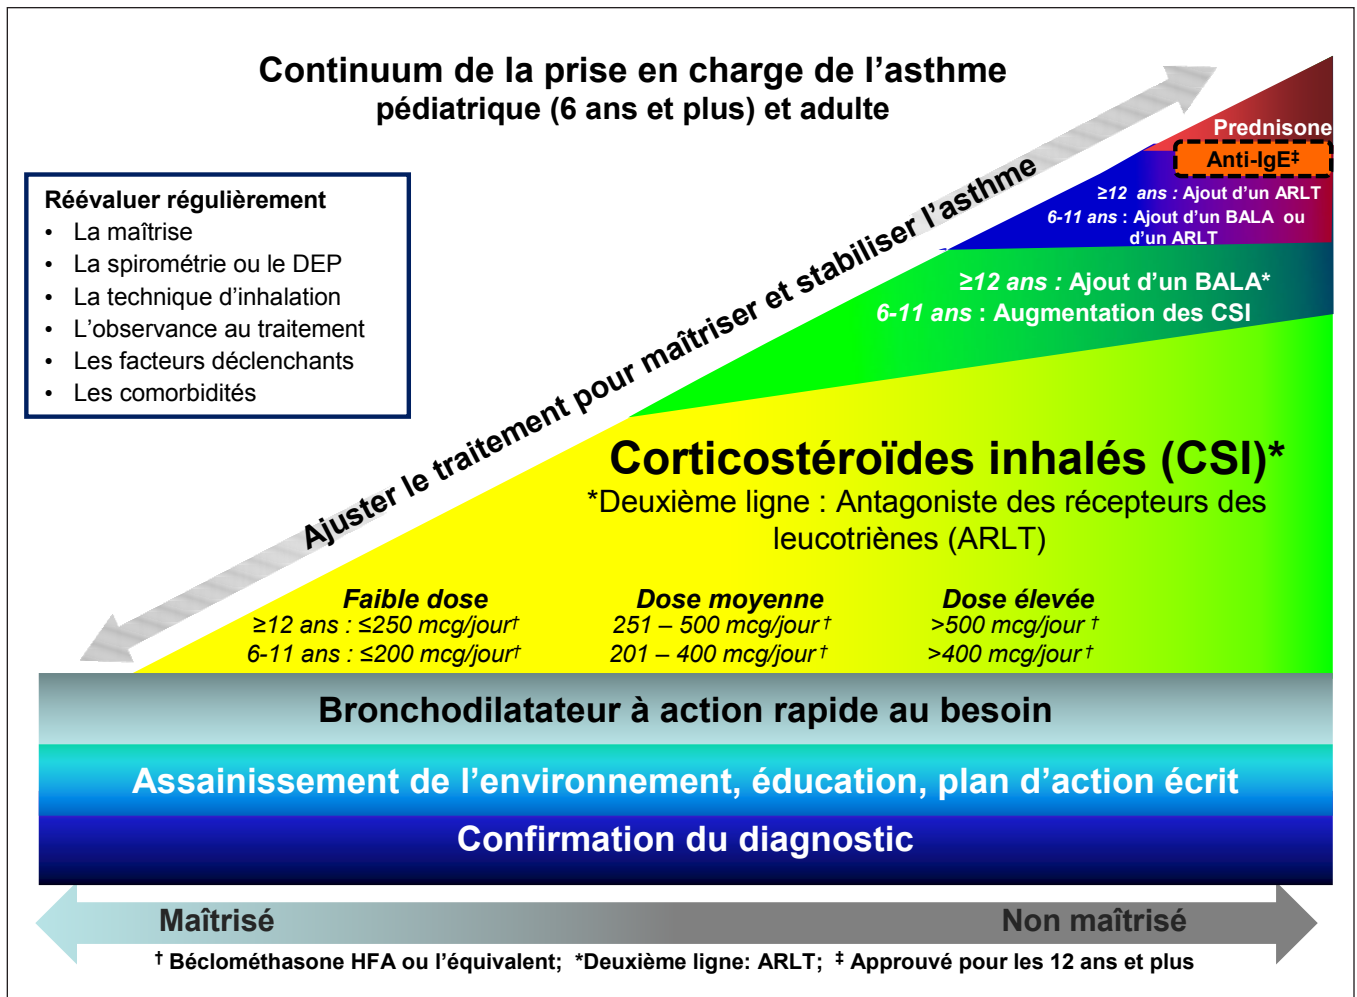 Continuum de la prise en charge de l’asthme
pédiatrique (6 ans et plus) et adulte
Réévaluer régulièrement
• La maîtrise
• La spirométrie ou le DEP
• La technique d’inhalation
• L’observance au traitement
• Les facteurs déclenchants
• Les comorbidités
Ajuster le traitement pour maîtriser et stabiliser l’asthme
Prednisone
Anti-IgE‡
≥12 ans : Ajout d’un ARLT
6-11 ans : Ajout d’un BALA ou
d’un ARLT
≥12 ans : Ajout d’un BALA*
6-11 ans : Augmentation des CSI
Corticostéroïdes inhalés (CSI)*
*Deuxième ligne : Antagoniste des récepteurs des
leucotriènes (ARLT)
Faible dose Dose moyenne Dose élevée
≥12 ans : ≤250 mcg/jour† 251 – 500 mcg/jour† >500 mcg/jour †
6-11 ans : ≤200 mcg/jour† 201 – 400 mcg/jour † >400 mcg/jour †
Bronchodilatateur à action rapide au besoin
Assainissement de l’environnement, éducation, plan d’action écrit
Confirmation du diagnostic
Maîtrisé Non maîtrisé
† Béclométhasone HFA ou l’équivalent; *Deuxième ligne: ARLT; ‡ Approuvé pour les 12 ans et plus